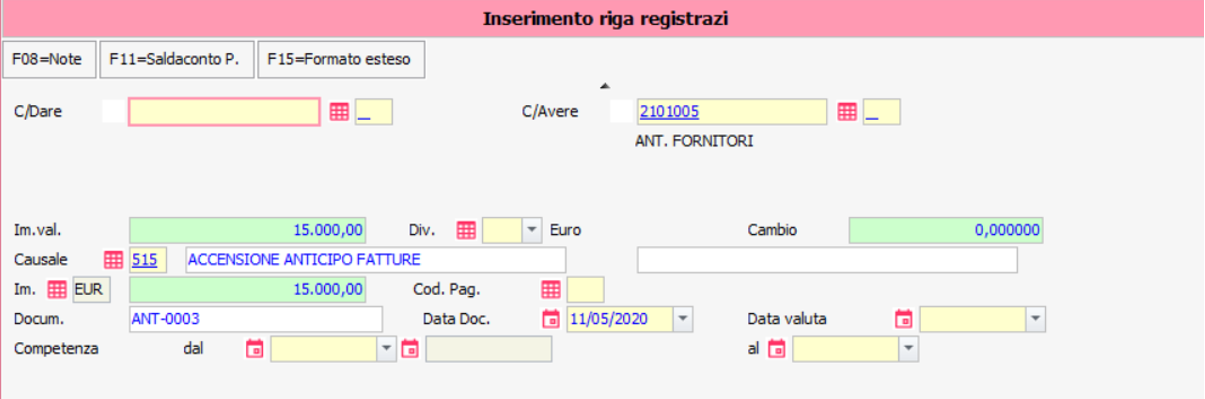 Inserimento riga registrazi
F08=Note F11=Saldaconto P. F15=Formato esteso
C/Dare C/Avere 2101005
ANT. FORNITORI
Im.val. 15.000,00 Div. Euro Cambio 0,000000
Causale 515 ACCENSIONE ANTICIPO FATTURE
Im. EUR 15.000,00 Cod. Pag.
Docum. ANT-0003 Data Doc. 11/05/2020 Data valuta
Competenza dal al